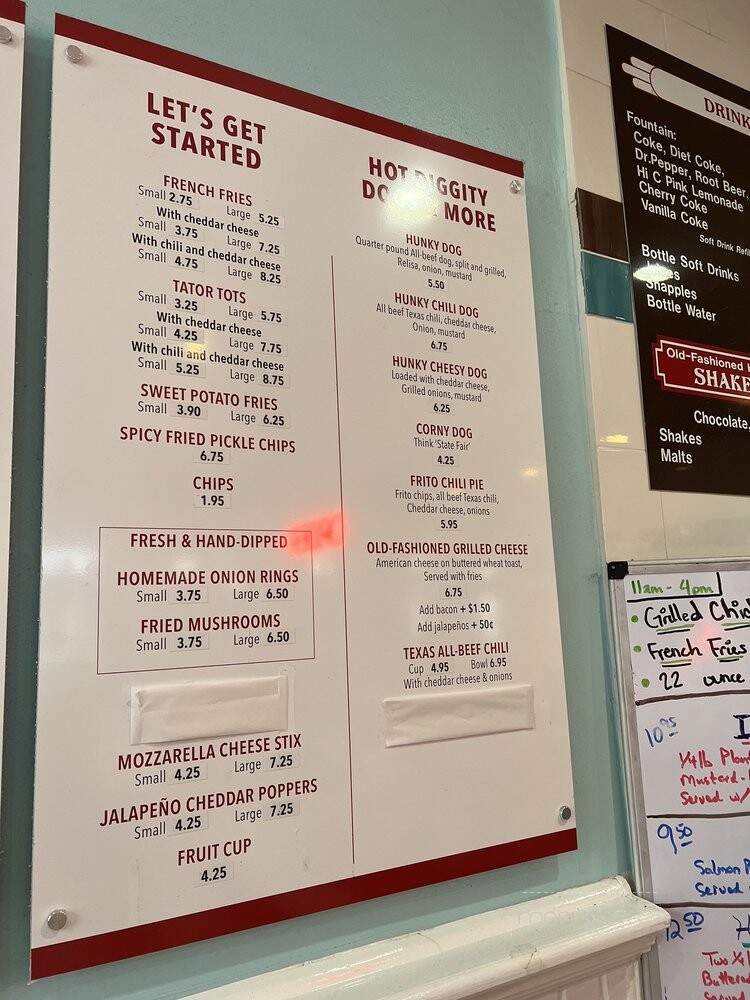 LET'S GET
STARTED
FRENCH FRIES
Small 2.75 Large 5.25
With cheddar cheese
Small 3.75 Large 7.25
With chili and cheddar cheese
Small 4.75 Large 8.25
TATOR TOTS
Small 3.25 Large 5.75
With cheddar cheese
Small 4.25 Large 7.75
With chili and cheddar cheese
Small 5.25 Large 8.75
SWEET POTATO FRIES
Small 3.90 Large 6.25
SPICY FRIED PICKLE CHIPS
6.75
CHIPS
1.95
FRESH & HAND-DIPPED
HOMEMADE ONION RINGS
Small 3.75 Large 6.50
FRIED MUSHROOMS
Small 3.75 Large 6.50
MOZZARELLA CHEESE STIX
Small 4.25 Large 7.25
JALAPEÑO CHEDDAR POPPERS
Small 4.25 Large 7.25
FRUIT CUP
4.25
HOT DIGGITY
MORE
HUNKY DOG
Quarter pound All-beef dog, split and grilled,
Relisa, onion, mustard
5.50
HUNKY CHILI DOG
All beef Texas chili, cheddar cheese,
Onion, mustard
6.75
HUNKY CHEESY DOG
Loaded with cheddar cheese,
Grilled onions, mustard
6.25
CORNY DOG
Think 'State Fair'
4.25
FRITO CHILI PIE
Frito chips, all beef Texas chili,
Cheddar cheese, onions
5.95
OLD-FASHIONED GRILLED CHEESE
American cheese on buttered wheat toast,
Served with fries
6.75
Add bacon + $1.50
Add jalapeños + 50¢
TEXAS ALL-BEEF CHILI
Cup 4.95 Bowl 6.95
With cheddar cheese & onions
DRINK
Fountain:
Coke, Diet Coke,
Dr.Pepper, Root Beer,
Hi C Pink Lemonade
Cherry Coke
Vanilla Coke
Soft Drink Refil
Bottle Soft Drinks
Snapples
Bottle Water
Old-Fashioned
SHAKE
Chocolate,
Shakes
Malts
11am - 4pm
• Grilled Chic
• French Fries
• 22 ounce
10.95
1/4 lb Plan
Mustard-
Served w/
9.50
Salmon P
Served
12.50
Two 1/4 l
Buttered
Served